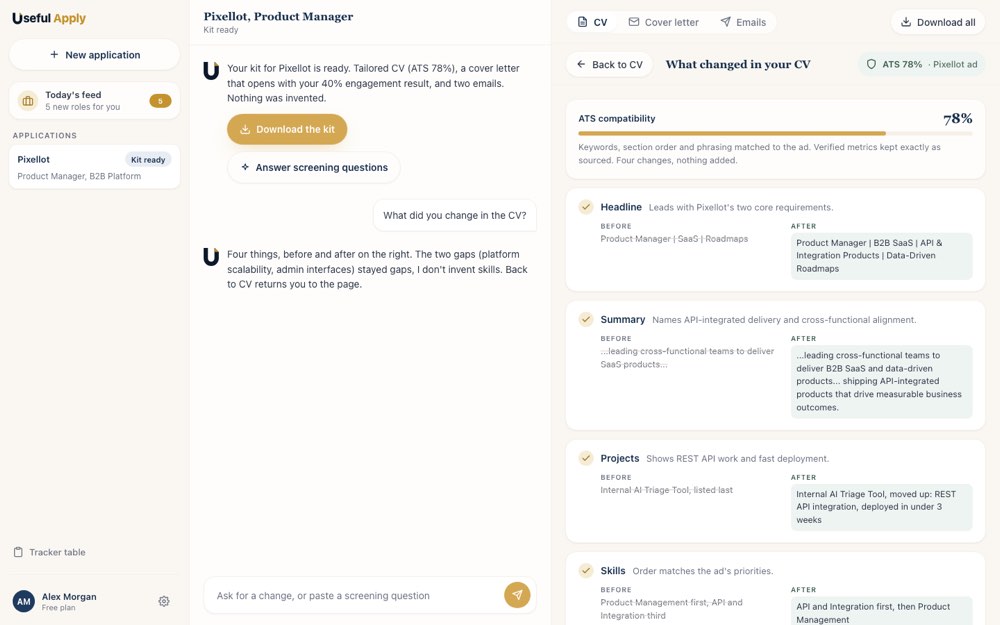 Useful Apply
+ New application
Today's feed
5 new roles for you
5
APPLICATIONS
Pixellot
Kit ready
Product Manager, B2B Platform
Tracker table
AM
Alex Morgan
Free plan
Pixellot, Product Manager
Kit ready
Your kit for Pixellot is ready. Tailored CV (ATS 78%), a cover letter
that opens with your 40% engagement result, and two emails.
Nothing was invented.
Download the kit
Answer screening questions
What did you change in the CV?
Four things, before and after on the right. The two gaps (platform
scalability, admin interfaces) stayed gaps, I don't invent skills. Back
to CV returns you to the page.
Ask for a change, or paste a screening question
CV
Cover letter
Emails
Download all
Back to CV
What changed in your CV
ATS 78% · Pixellot ad
ATS compatibility
78%
Keywords, section order and phrasing matched to the ad. Verified metrics kept exactly as
sourced. Four changes, nothing added.
Headline Leads with Pixellot's two core requirements.
BEFORE
Product Manager | SaaS | Roadmaps
AFTER
Product Manager | B2B SaaS | API &
Integration Products | Data-Driven
Roadmaps
Summary Names API-integrated delivery and cross-functional alignment.
BEFORE
...leading cross-functional teams to deliver
SaaS products...
AFTER
...leading cross-functional teams to
deliver B2B SaaS and data-driven
products... shipping API-integrated
products that drive measurable business
outcomes.
Projects Shows REST API work and fast deployment.
BEFORE
Internal AI Triage Tool, listed last
AFTER
Internal AI Triage Tool, moved up: REST
API integration, deployed in under 3
weeks
Skills Order matches the ad's priorities.
BEFORE
Product Management first, API and
Integration third
AFTER
API and Integration first, then Product
Management